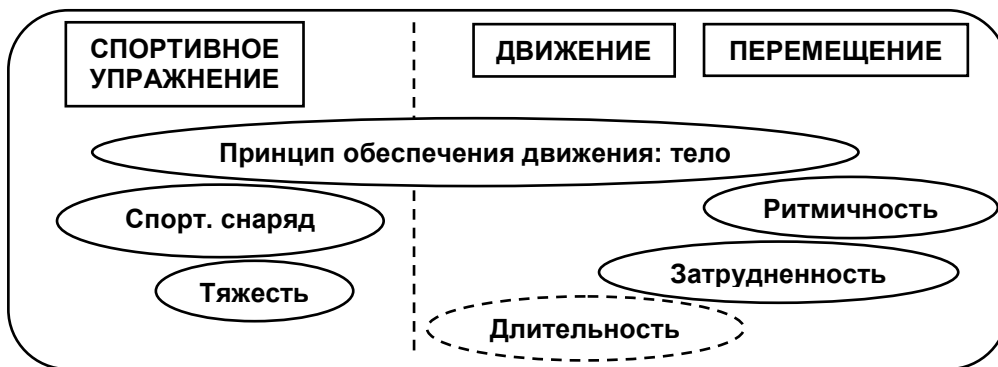 СПОРТИВНОЕ
УПРАЖНЕНИЕ
ДВИЖЕНИЕ
ПЕРЕМЕЩЕНИЕ
Принцип обеспечения движения: тело
Спорт. снаряд
Ритмичность
Тяжесть
Затрудненность
Длительность